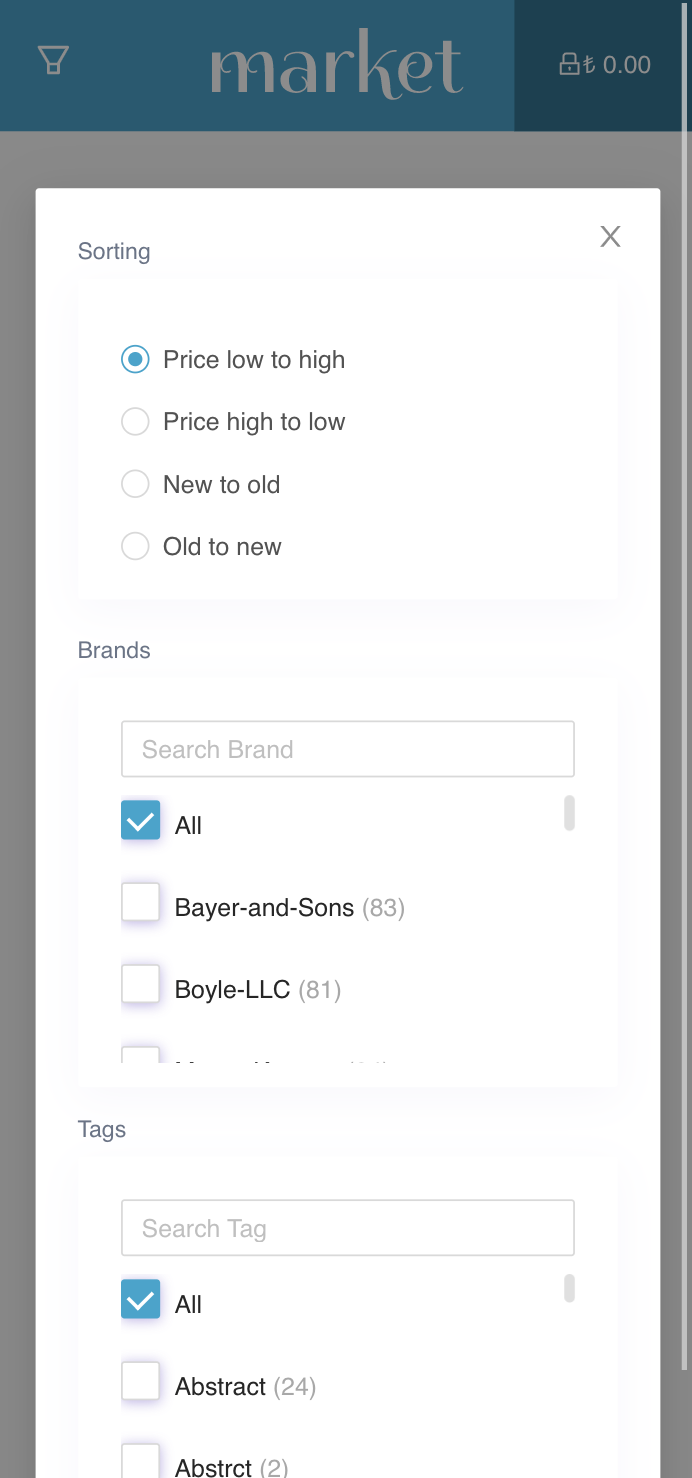 market
₺ 0.00
Sorting
Price low to high
Price high to low
New to old
Old to new
Brands
Search Brand
All
Bayer-and-Sons (83)
Boyle-LLC (81)
Tags
Search Tag
All
Abstract (24)
Abstrct (2)